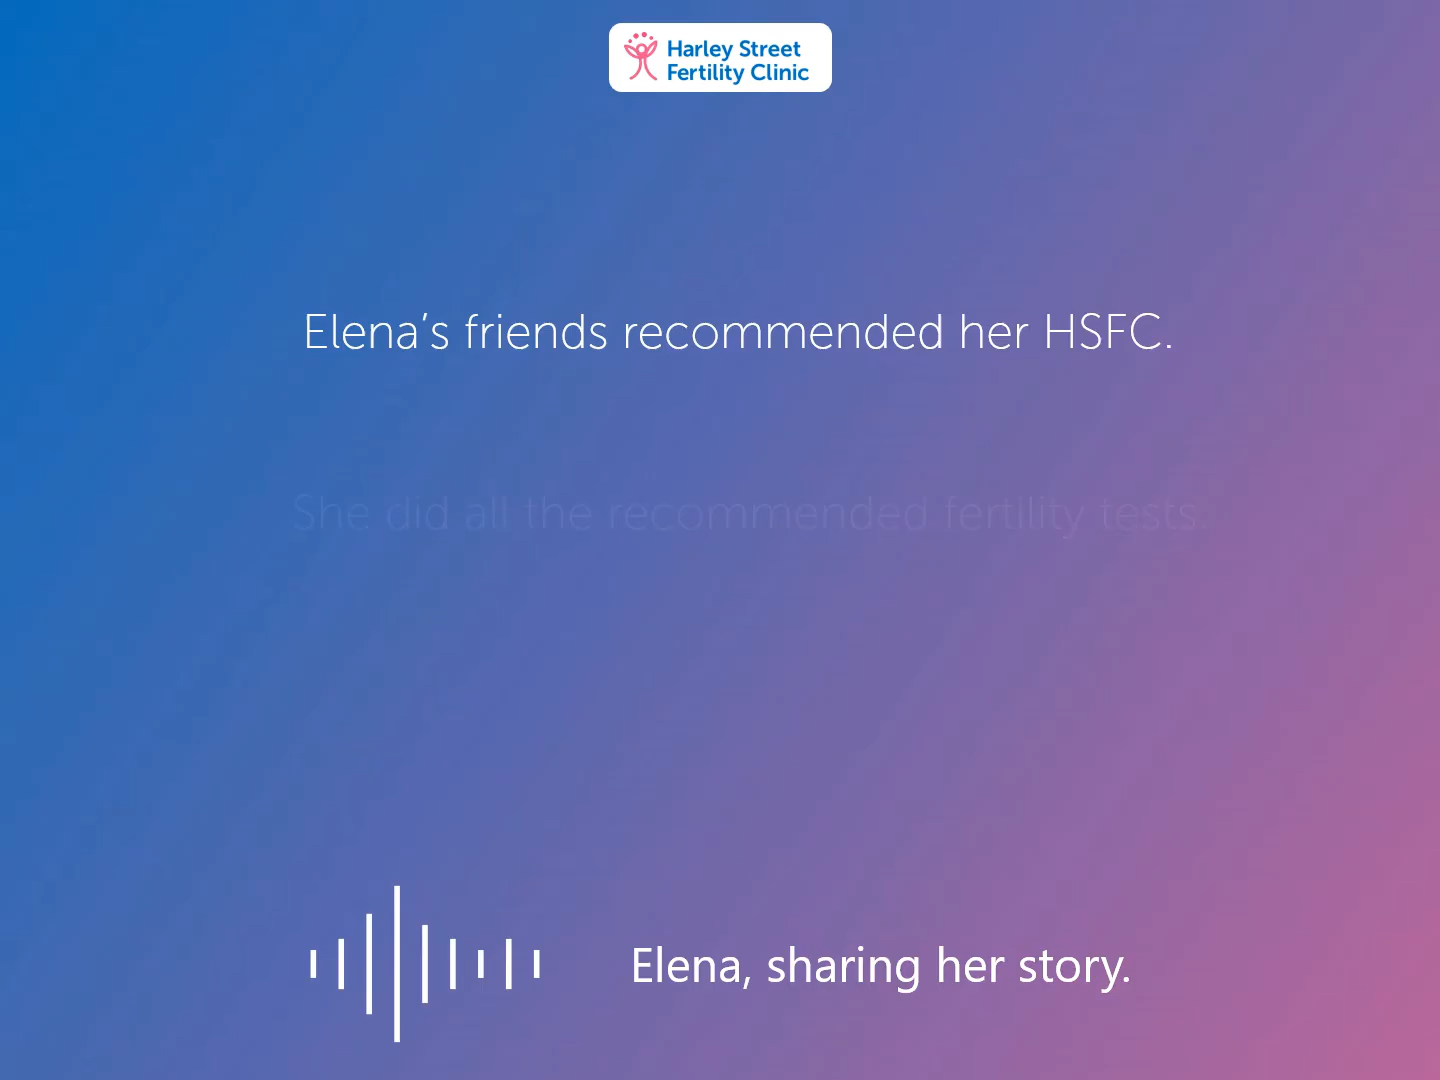 Harley Street
Fertility Clinic
Elena’s friends recommended her HSFC.
She did all the recommended fertility tests.
Elena, sharing her story.